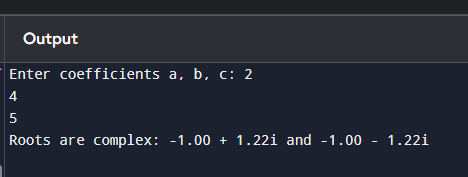 Output
Enter coefficients a, b, c: 2
4
5
Roots are complex: -1.00 + 1.22i and -1.00 - 1.22i